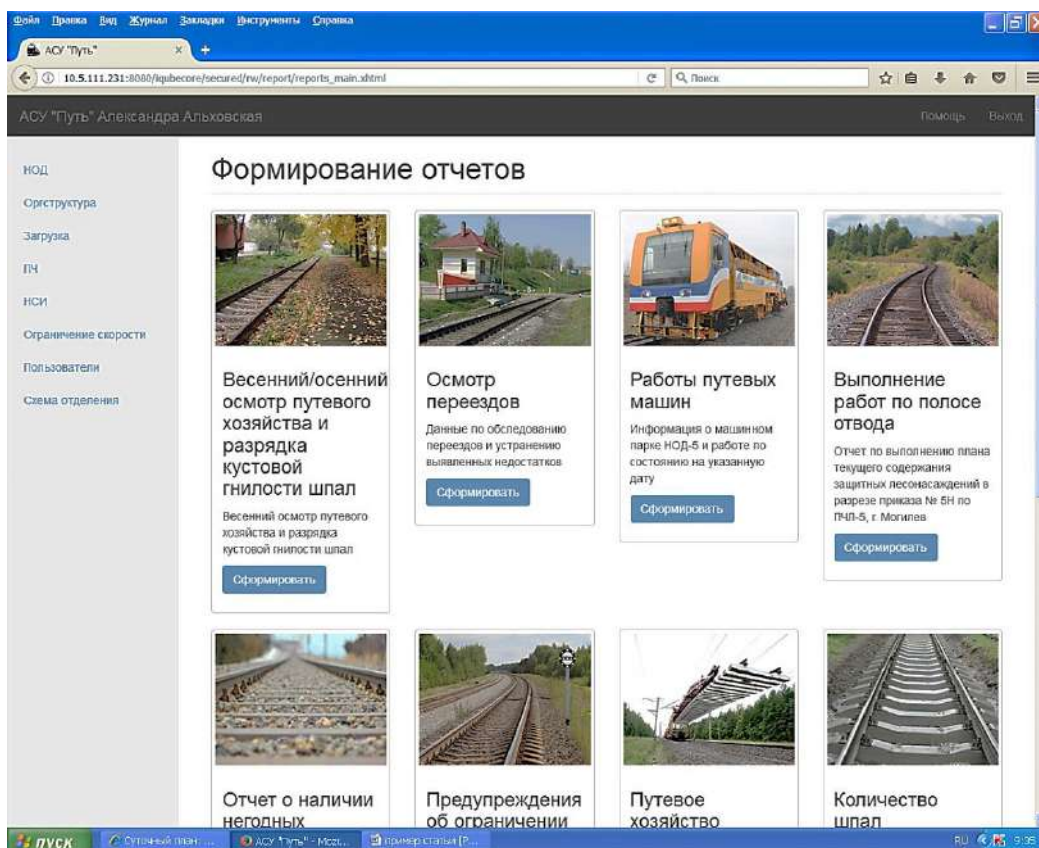 Файл Правка Вид Журнал Закладки Инструменты Справка
АСУ "Путь" × +
10.5.111.231:8080/iqubecore/secured/rw/report/reports_main.xhtml Поиск
АСУ "Путь" Александра Альховская Помощь Выход
НОД
Оргструктура
Загрузка
ПЧ
НСИ
Ограничение скорости
Пользователи
Схема отделения
Формирование отчетов
Весенний/осенний
осмотр путевого
хозяйства и
разрядка
кустовой
гнилости шпал
Весенний осмотр путевого
хозяйства и разрядка
кустовой гнилости шпал
Сформировать
Осмотр
переездов
Данные по обследованию
переездов и устранению
выявленных недостатков
Сформировать
Работы путевых
машин
Информация о машинном
парке НОД-5 и работе по
состоянию на указанную
дату
Сформировать
Выполнение
работ по полосе
отвода
Отчет по выполнению плана
текущего содержания
защитных лесонасаждений в
разрезе приказа № 5Н по
ПЧЛ-5, г. Могилев
Сформировать
Отчет о наличии
негодных
Предупреждения
об ограничении
Путевое
хозяйство
Количество
шпал
пуск Суточный план: ... АСУ "Путь" - Mozi... пример статьи [Р... RU 9:35